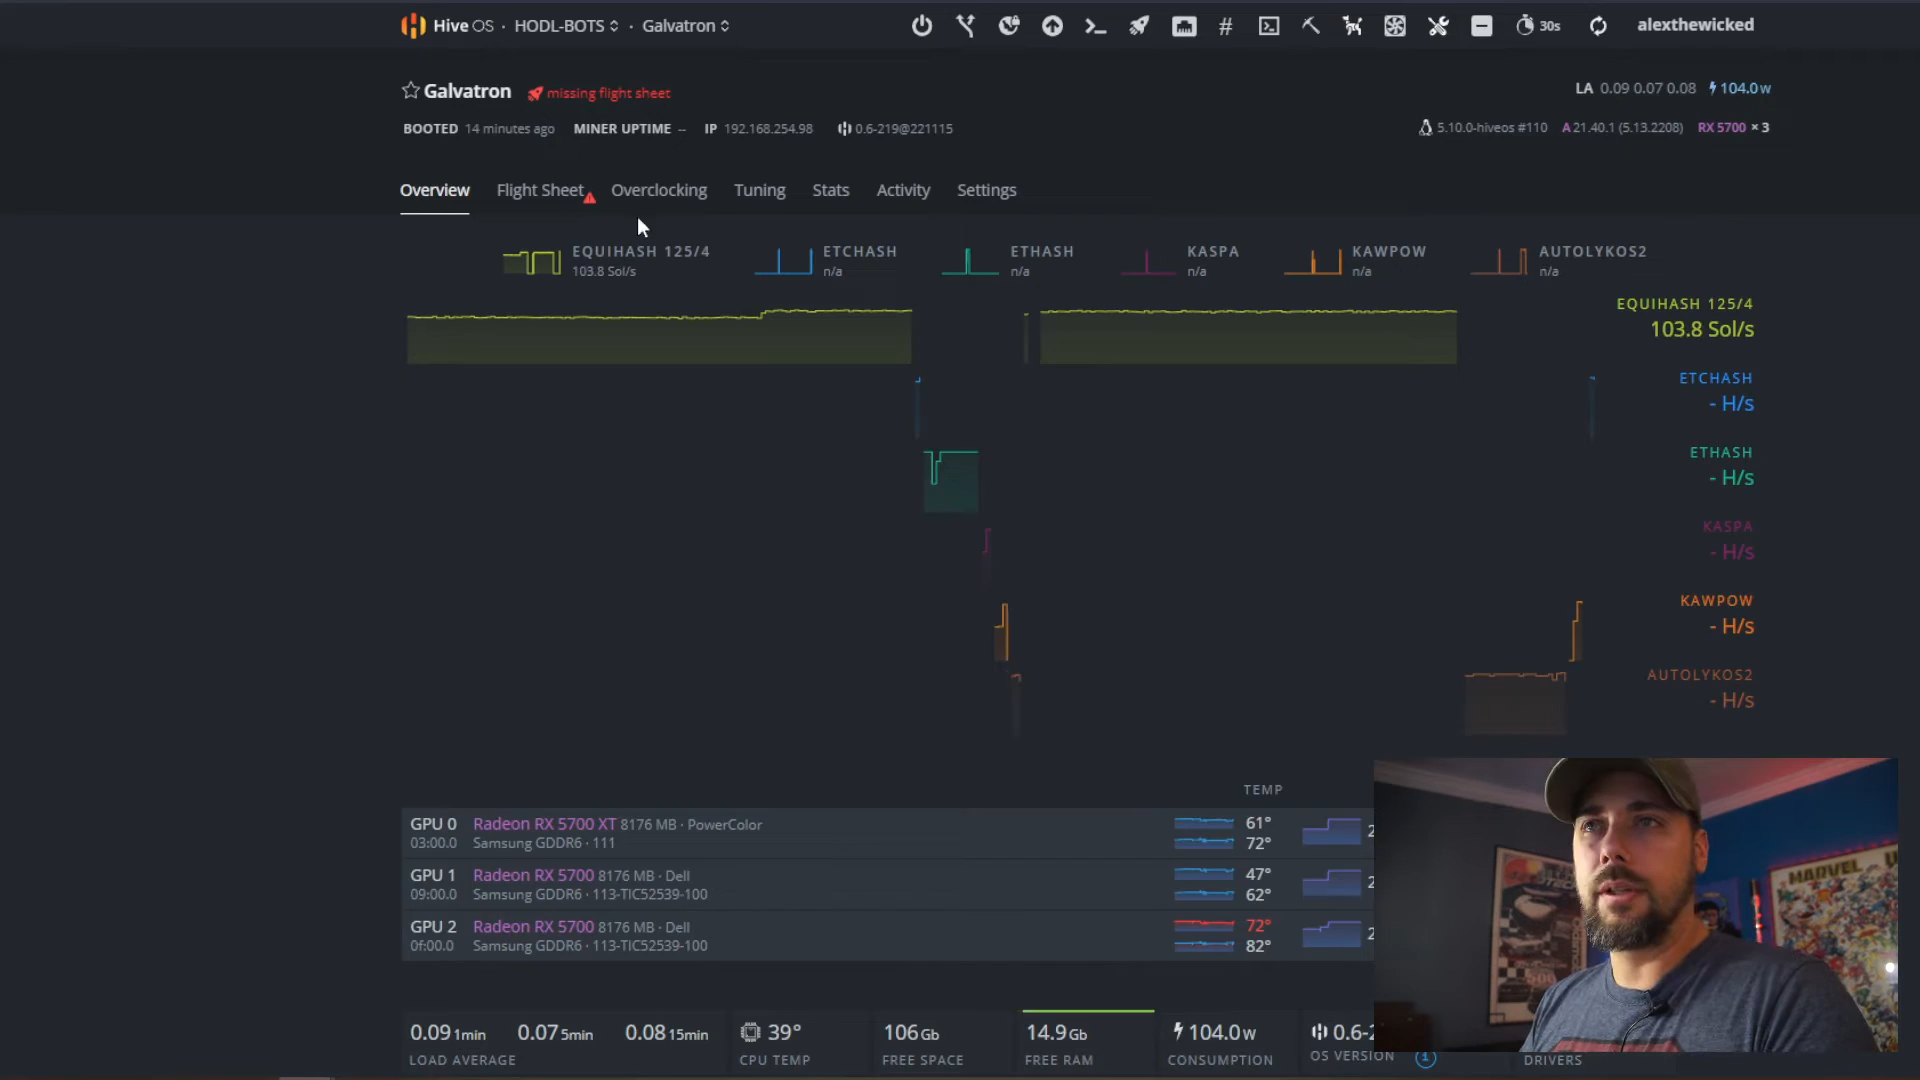 Hive OS · HODL-BOTS · Galvatron
30s
alexthewicked
Galvatron missing flight sheet
LA 0.09 0.07 0.08 104.0 W
BOOTED 14 minutes ago MINER UPTIME -- IP 192.168.254.98 0.6-219@221115
5.10.0-hiveos #110 A 21.40.1 (5.13.2208) RX 5700 × 3
Overview Flight Sheet Overclocking Tuning Stats Activity Settings
EQUIHASH 125/4
103.8 Sol/s
ETCHASH
n/a
ETHASH
n/a
KASPA
n/a
KAWPOW
n/a
AUTOLYKOS2
n/a
EQUIHASH 125/4
103.8 Sol/s
ETCHASH
- H/s
ETHASH
- H/s
KASPA
- H/s
KAWPOW
- H/s
AUTOLYKOS2
- H/s
TEMP
GPU 0 Radeon RX 5700 XT 8176 MB · PowerColor 61°
03:00.0 Samsung GDDR6 · 111 72°
GPU 1 Radeon RX 5700 8176 MB · Dell 47°
09:00.0 Samsung GDDR6 · 113-TIC52539-100 62°
GPU 2 Radeon RX 5700 8176 MB · Dell 72°
0f:00.0 Samsung GDDR6 · 113-TIC52539-100 82°
MARVEL
500
0.09 1min 0.07 5min 0.08 15min
LOAD AVERAGE
39°
CPU TEMP
106 Gb
FREE SPACE
14.9 Gb
FREE RAM
104.0 W
CONSUMPTION
0.6-2
OS VERSION
DRIVERS